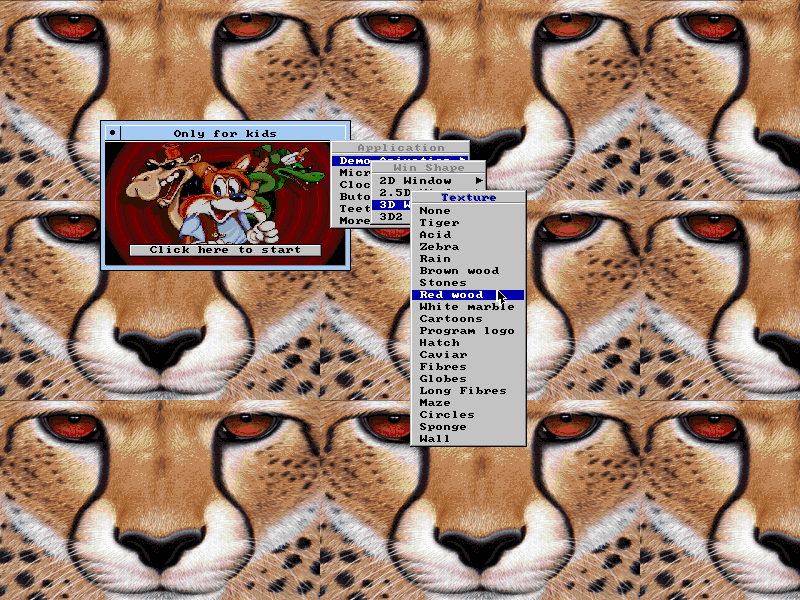 Only for kids
Click here to start
Application
Demo
Micr
Cloc
Buto
Teet
More
Win Shape
2D Window
2.5D
3D W
3D2
Texture
None
Tiger
Acid
Zebra
Rain
Brown wood
Stones
Red wood
White marble
Cartoons
Program logo
Hatch
Caviar
Fibres
Globes
Long Fibres
Maze
Circles
Sponge
Wall